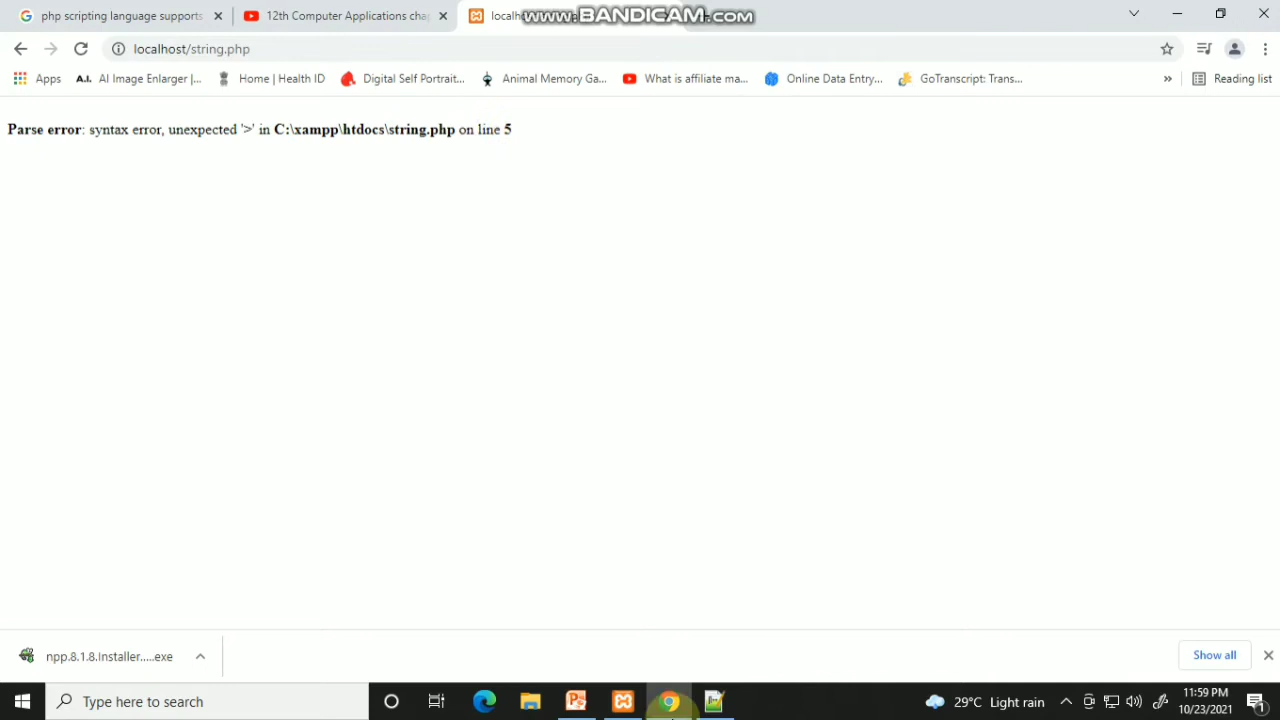 php scripting language supports
12th Computer Applications cha
www.BANDICAM.com
localhost/string.php
Apps
A.I. AI Image Enlarger |...
Home | Health ID
Digital Self Portrait...
Animal Memory Ga...
What is affiliate ma...
Online Data Entry...
GoTranscript: Trans...
»
Reading list
Parse error: syntax error, unexpected '>' in C:\xampp\htdocs\string.php on line 5
npp.8.1.8.Installer.....exe
Show all
Type here to search
29°C Light rain
11:59 PM
10/23/2021
1